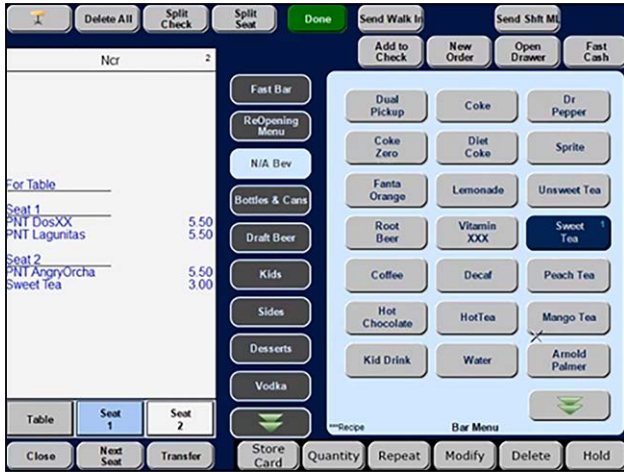 Delete All
Split
Check
Split
Seat
Done
Send Walk In
Send Shft ML
Add to
Check
New
Order
Open
Drawer
Fast
Cash
Ncr 2
For Table
Seat 1
PNT DosXX 5.50
PNT Lagunitas 5.50
Seat 2
PNT AngryOrcha 5.50
Sweet Tea 3.00
Table
Seat
1
Seat
2
Close
Next
Seat
Transfer
Fast Bar
ReOpening
Menu
N/A Bev
Bottles & Cans
Draft Beer
Kids
Sides
Desserts
Vodka
Dual
Pickup
Coke
Dr
Pepper
Coke
Zero
Diet
Coke
Sprite
Fanta
Orange
Lemonade
Unsweet Tea
Root
Beer
Vitamin
XXX
Sweet 1
Tea
Coffee
Decaf
Peach Tea
Hot
Chocolate
HotTea
Mango Tea
Kid Drink
Water
Arnold
Palmer
***Recipe
Bar Menu
Store
Card
Quantity
Repeat
Modify
Delete
Hold